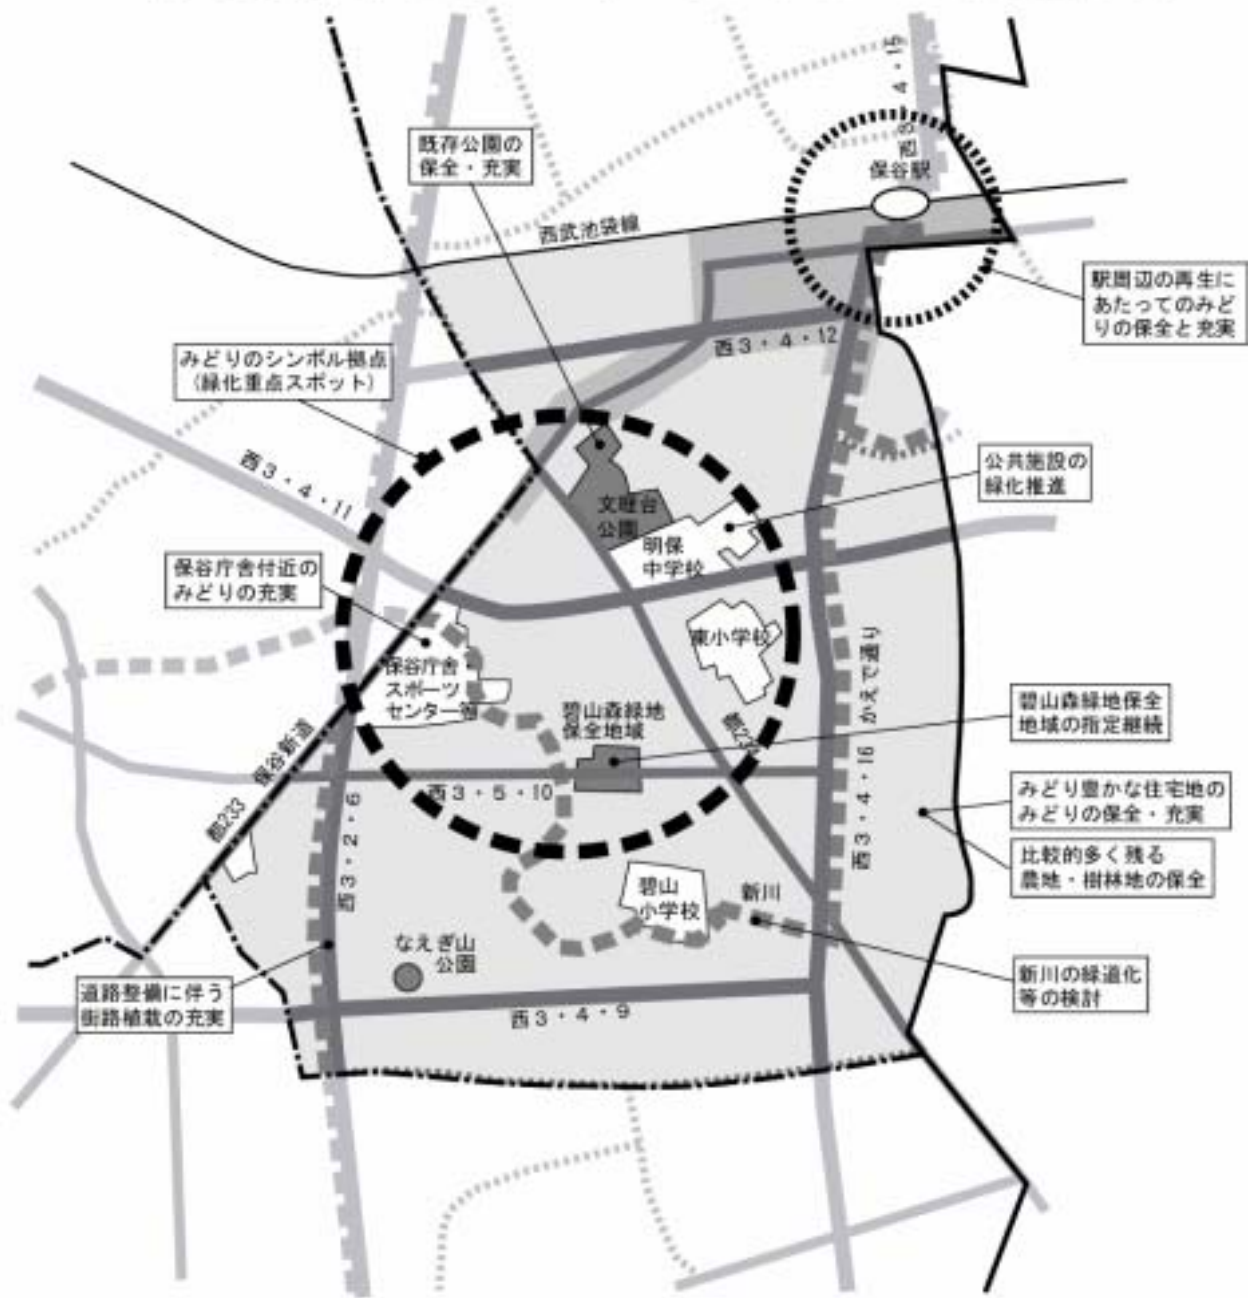 西3・4・15
既存公園の
保全・充実
保谷駅
西武池袋線
駅周辺の再生に
あたってのみど
りの保全と充実
西3・4・12
みどりのシンボル拠点
(緑化重点スポット)
西3・4・11
公共施設の
緑化推進
文理台
公園
明保
中学校
保谷庁舎付近の
みどりの充実
東小学校
かえで通り
保谷庁舎
スポーツ
センター他
碧山森緑地
保全地域
碧山森緑地保全
地域の指定継続
保谷新道
都233
都23
西3・5・10
西3・4・16
西3・2・6
みどり豊かな住宅地の
みどりの保全・充実
比較的多く残る
農地・樹林地の保全
碧山
小学校
新川
なえぎ山
公園
新川の緑道化
等の検討
道路整備に伴う
街路植栽の充実
西3・4・9